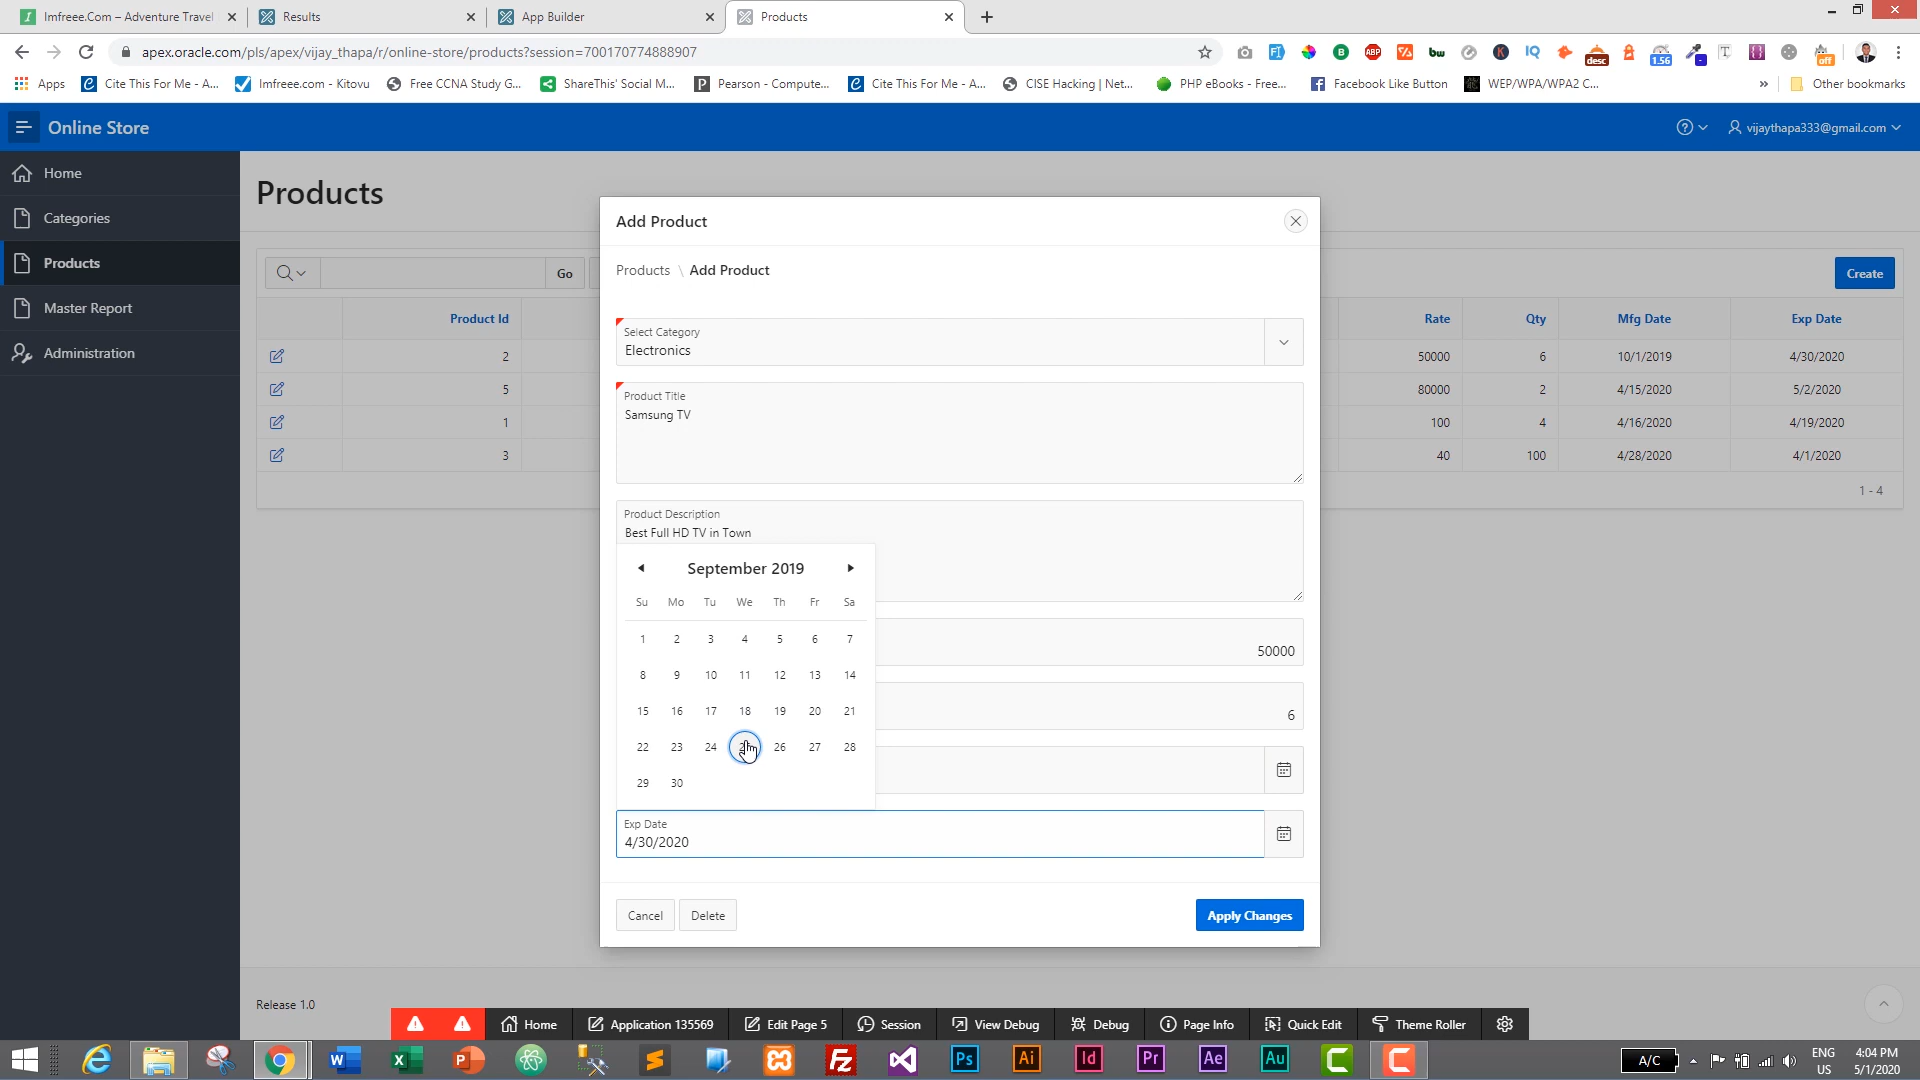 Imfreee.Com – Adventure Travel
Results
App Builder
Products
apex.oracle.com/pls/apex/vijay_thapa/r/online-store/products?session=700170774888907
Apps
Cite This For Me - A...
Imfreee.com - Kitovu
Free CCNA Study G...
ShareThis' Social M...
Pearson - Compute...
Cite This For Me - A...
CISE Hacking | Net...
PHP eBooks - Free...
Facebook Like Button
WEP/WPA/WPA2 C...
»
Other bookmarks
Online Store
vijaythapa333@gmail.com
Home
Categories
Products
Master Report
Administration
Products
Go
Create
Product Id
Rate
Qty
Mfg Date
Exp Date
2
50000
6
10/1/2019
4/30/2020
5
80000
2
4/15/2020
5/2/2020
1
100
4
4/16/2020
4/19/2020
3
40
100
4/28/2020
4/1/2020
1 - 4
Add Product
Products \ Add Product
Select Category
Electronics
Product Title
Samsung TV
Product Description
Best Full HD TV in Town
September 2019
Su Mo Tu We Th Fr Sa
1 2 3 4 5 6 7
8 9 10 11 12 13 14
15 16 17 18 19 20 21
22 23 24 26 27 28
29 30
50000
6
Exp Date
4/30/2020
Cancel
Delete
Apply Changes
Release 1.0
Home
Application 135569
Edit Page 5
Session
View Debug
Debug
Page Info
Quick Edit
Theme Roller
A/C
ENG
US
4:04 PM
5/1/2020